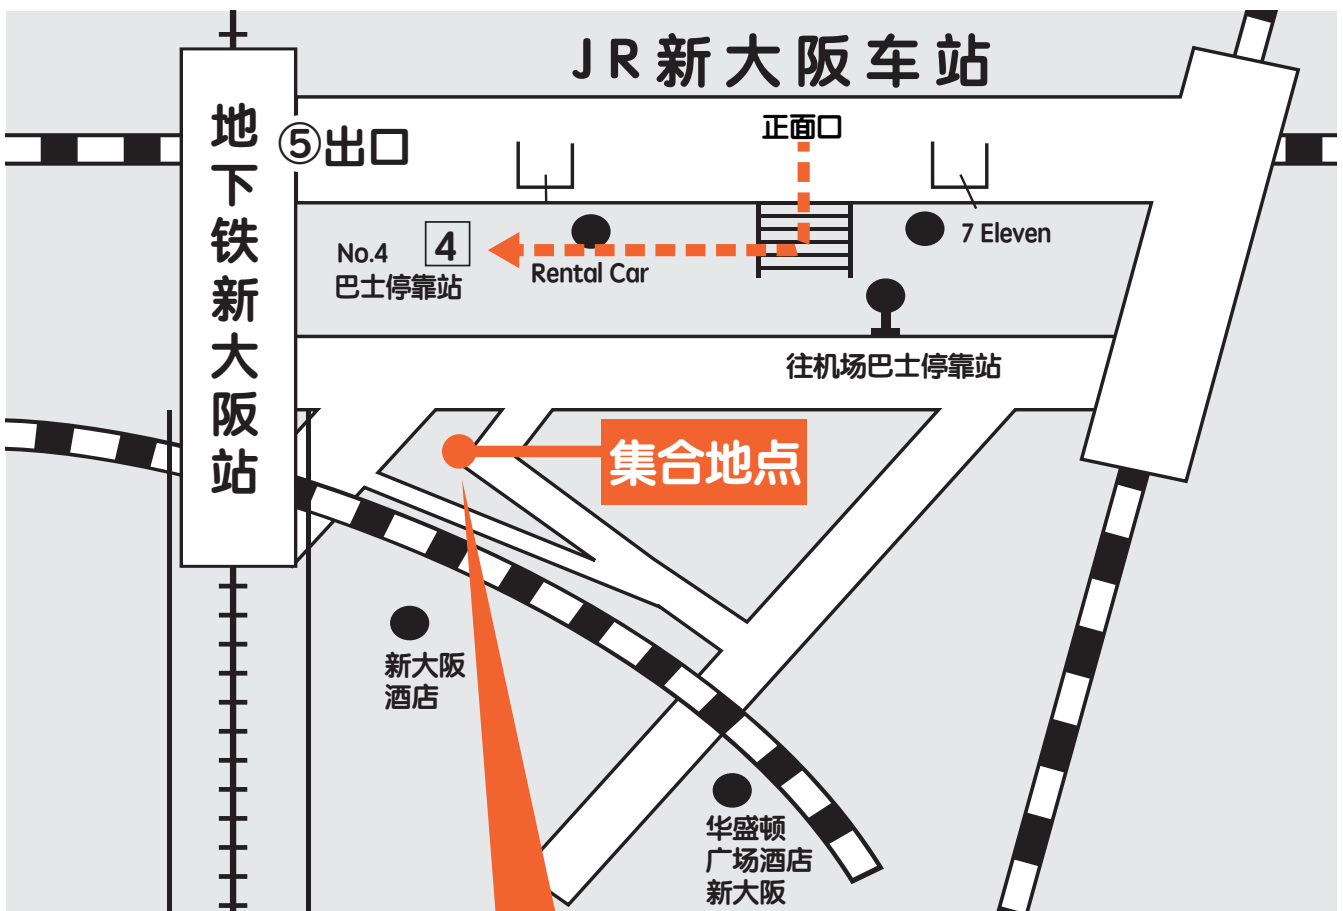 JR新大阪车站
地下铁新大阪站
⑤出口
正面口
7 Eleven
No.4
4
巴士停靠站
Rental Car
往机场巴士停靠站
集合地点
新大阪
酒店
华盛顿
广场酒店
新大阪